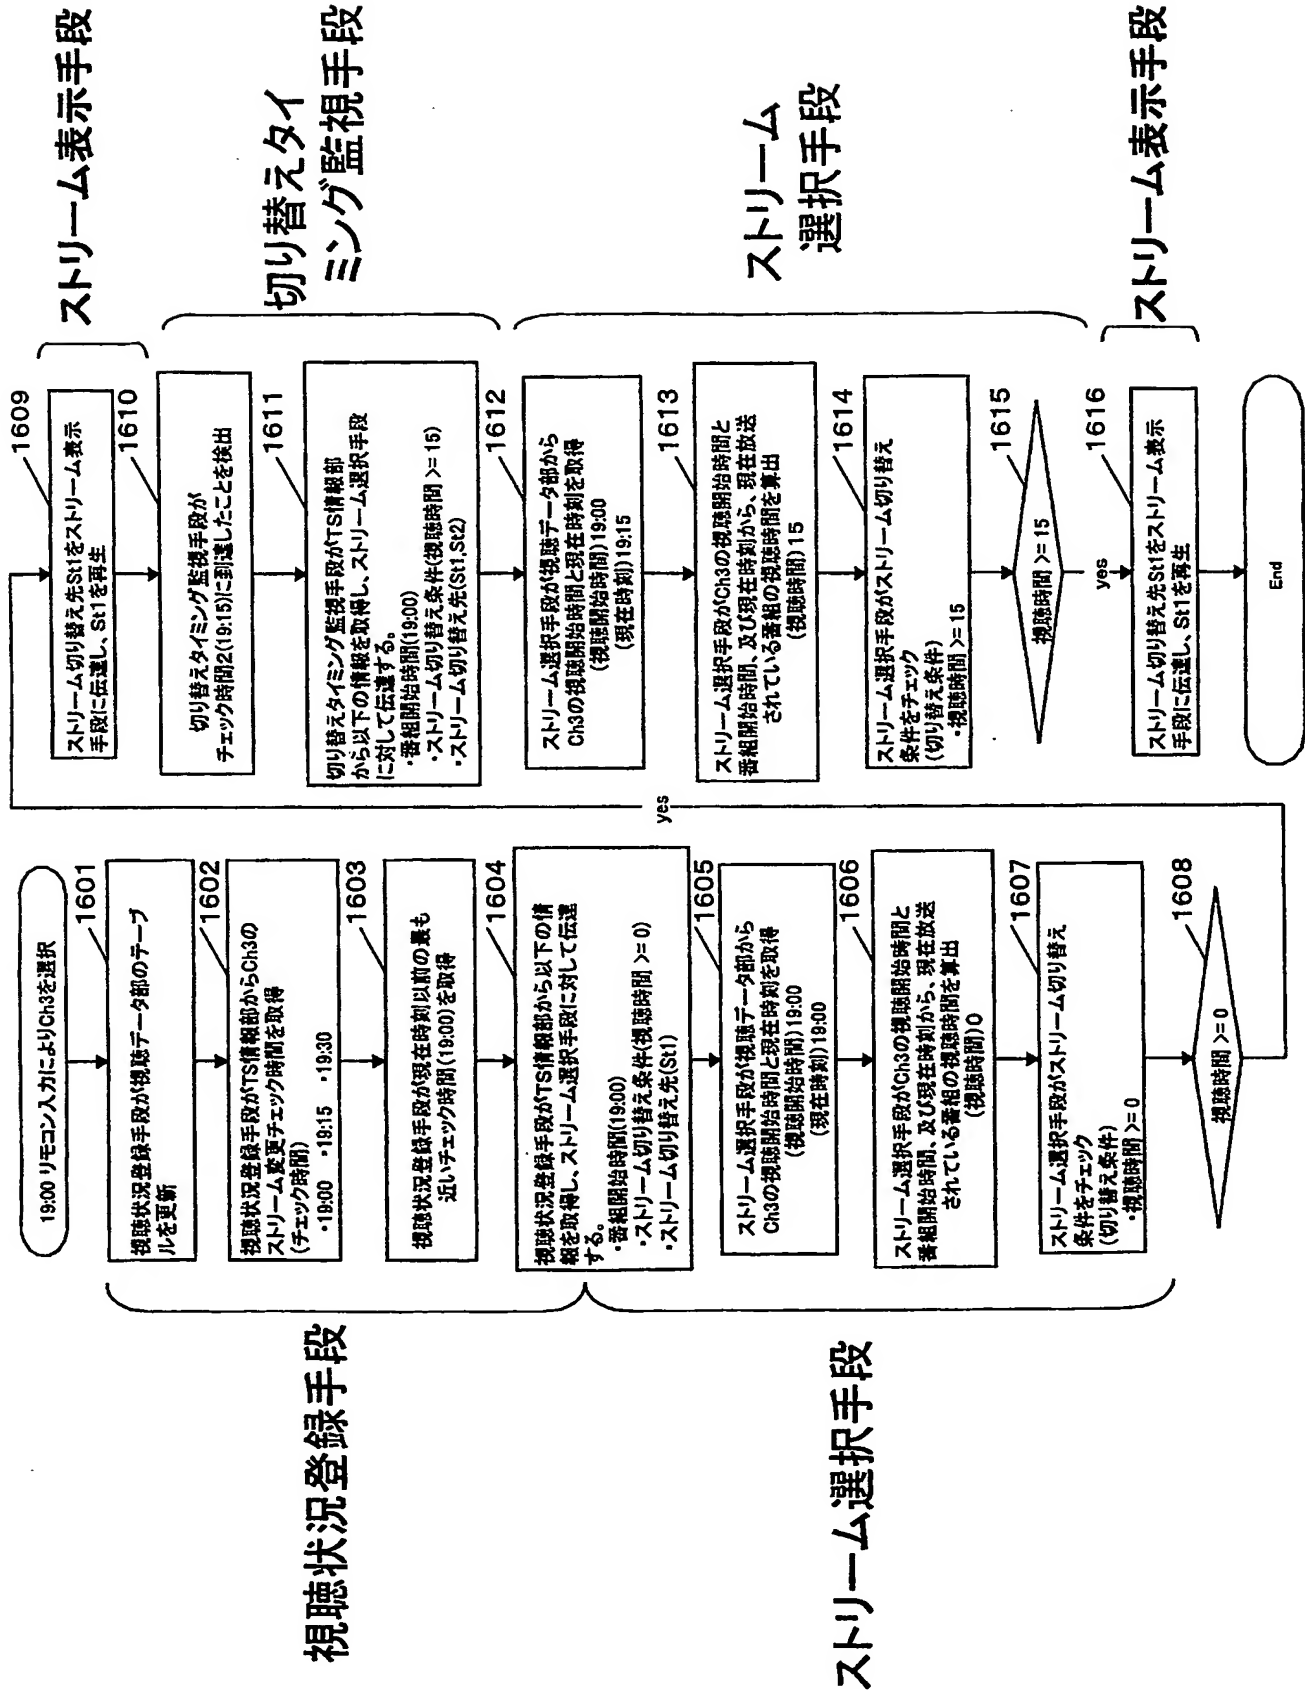 19:00 リモコン入力によりCh3を選択
1601
視聴状況登録手段が視聴データ部のテーブ
ルを更新
1602
視聴状況登録手段がTS情報部からCh3の
ストリーム変更チェック時間を取得
(チェック時間)
・19:00 ・19:15 ・19:30
1603
視聴状況登録手段が現在時刻以前の最も
近いチェック時間(19:00)を取得
1604
視聴状況登録手段がTS情報部から以下の情
報を取得し、ストリーム選択手段に対して伝達
する。
・番組開始時間(19:00)
・ストリーム切り替え条件(視聴時間 >= 0)
・ストリーム切り替え先(St1)
視聴状況登録手段
1605
ストリーム選択手段が視聴データ部から
Ch3の視聴開始時間と現在時刻を取得
(視聴開始時間)19:00
(現在時刻)19:00
1606
ストリーム選択手段がCh3の視聴開始時間と
番組開始時間、及び現在時刻から、現在放送
されている番組の視聴時間を算出
(視聴時間)0
1607
ストリーム選択手段がストリーム切り替え
条件をチェック
(切り替え条件)
・視聴時間 >= 0
1608
視聴時間 >= 0
ストリーム選択手段
yes
1609
ストリーム切り替え先St1をストリーム表示
手段に伝達し、St1を再生
ストリーム表示手段
1610
切り替えタイミング監視手段が
チェック時間2(19:15)に到達したことを検出
1611
切り替えタイミング監視手段がTS情報部
から以下の情報を取得し、ストリーム選択手段
に対して伝達する。
・番組開始時間(19:00)
・ストリーム切り替え条件(視聴時間 >= 15)
・ストリーム切り替え先(St1,St2)
切り替えタイ
ミング監視手段
1612
ストリーム選択手段が視聴データ部から
Ch3の視聴開始時間と現在時刻を取得
(視聴開始時間)19:00
(現在時刻)19:15
1613
ストリーム選択手段がCh3の視聴開始時間と
番組開始時間、及び現在時刻から、現在放送
されている番組の視聴時間を算出
(視聴時間)15
1614
ストリーム選択手段がストリーム切り替え
条件をチェック
(切り替え条件)
・視聴時間 >= 15
1615
視聴時間 >= 15
ストリーム
選択手段
yes
1616
ストリーム切り替え先St1をストリーム表示
手段に伝達し、St1を再生
ストリーム表示手段
End